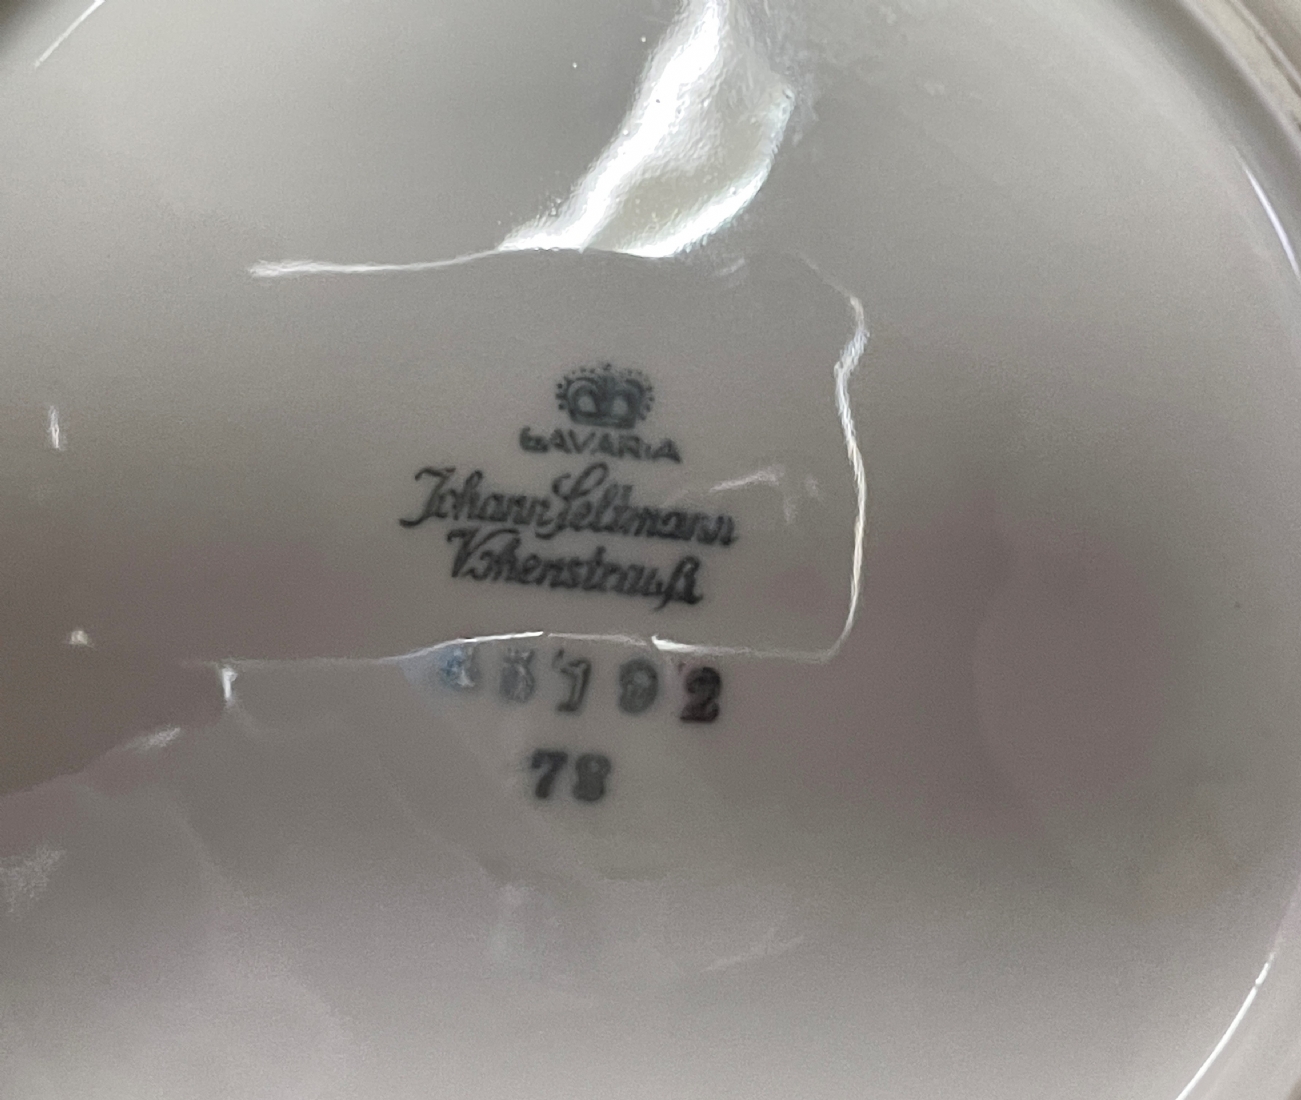 BAVARIA
Johann Seltmann
Vohenstrauß
78